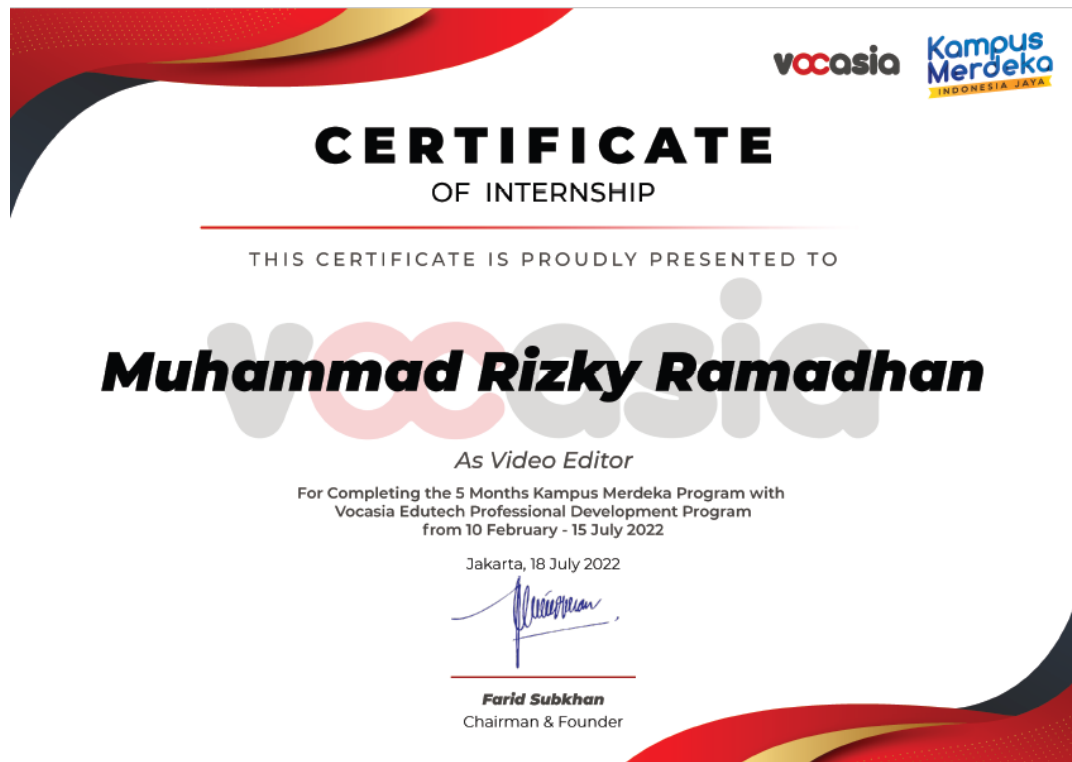 vocasia
Kampus
Merdeka
INDONESIA JAYA
CERTIFICATE
OF INTERNSHIP
THIS CERTIFICATE IS PROUDLY PRESENTED TO
vocasia
Muhammad Rizky Ramadhan
As Video Editor
For Completing the 5 Months Kampus Merdeka Program with
Vocasia Edutech Professional Development Program
from 10 February - 15 July 2022
Jakarta, 18 July 2022
Farid Subkhan
Chairman & Founder